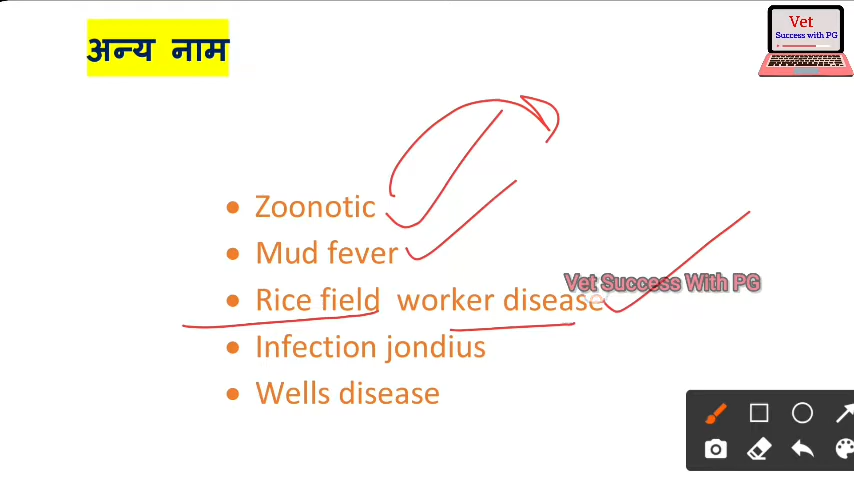 अन्य नाम
Vet
Success with PG
Zoonotic
Mud fever
Rice field worker disease
Vet Success With PG
Infection jondius
Wells disease